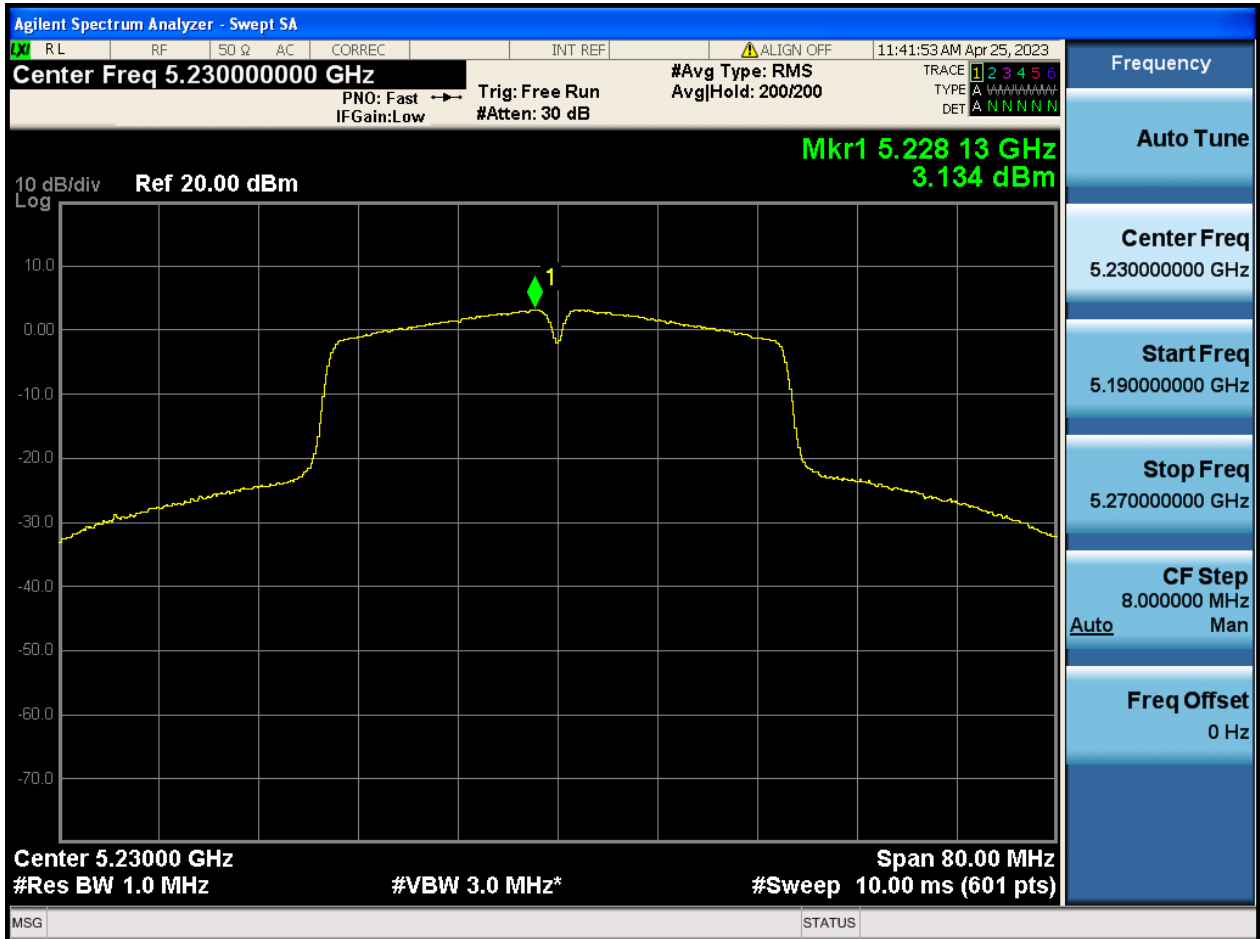 Agilent Spectrum Analyzer - Swept SA
LXI RL RF 50 Ω AC CORREC INT REF ALIGN OFF 11:41:53 AM Apr 25, 2023
Center Freq 5.230000000 GHz
PNO: Fast
IFGain:Low
Trig: Free Run
#Atten: 30 dB
#Avg Type: RMS
Avg|Hold: 200/200
TRACE 1 2 3 4 5 6
TYPE A WWWWW
DET A N N N N N
Mkr1 5.228 13 GHz
3.134 dBm
10 dB/div Ref 20.00 dBm
Log
10.0
1
0.00
-10.0
-20.0
-30.0
-40.0
-50.0
-60.0
-70.0
Center 5.23000 GHz Span 80.00 MHz
#Res BW 1.0 MHz #VBW 3.0 MHz* #Sweep 10.00 ms (601 pts)
MSG STATUS
Frequency
Auto Tune
Center Freq
5.230000000 GHz
Start Freq
5.190000000 GHz
Stop Freq
5.270000000 GHz
CF Step
8.000000 MHz
Auto Man
Freq Offset
0 Hz